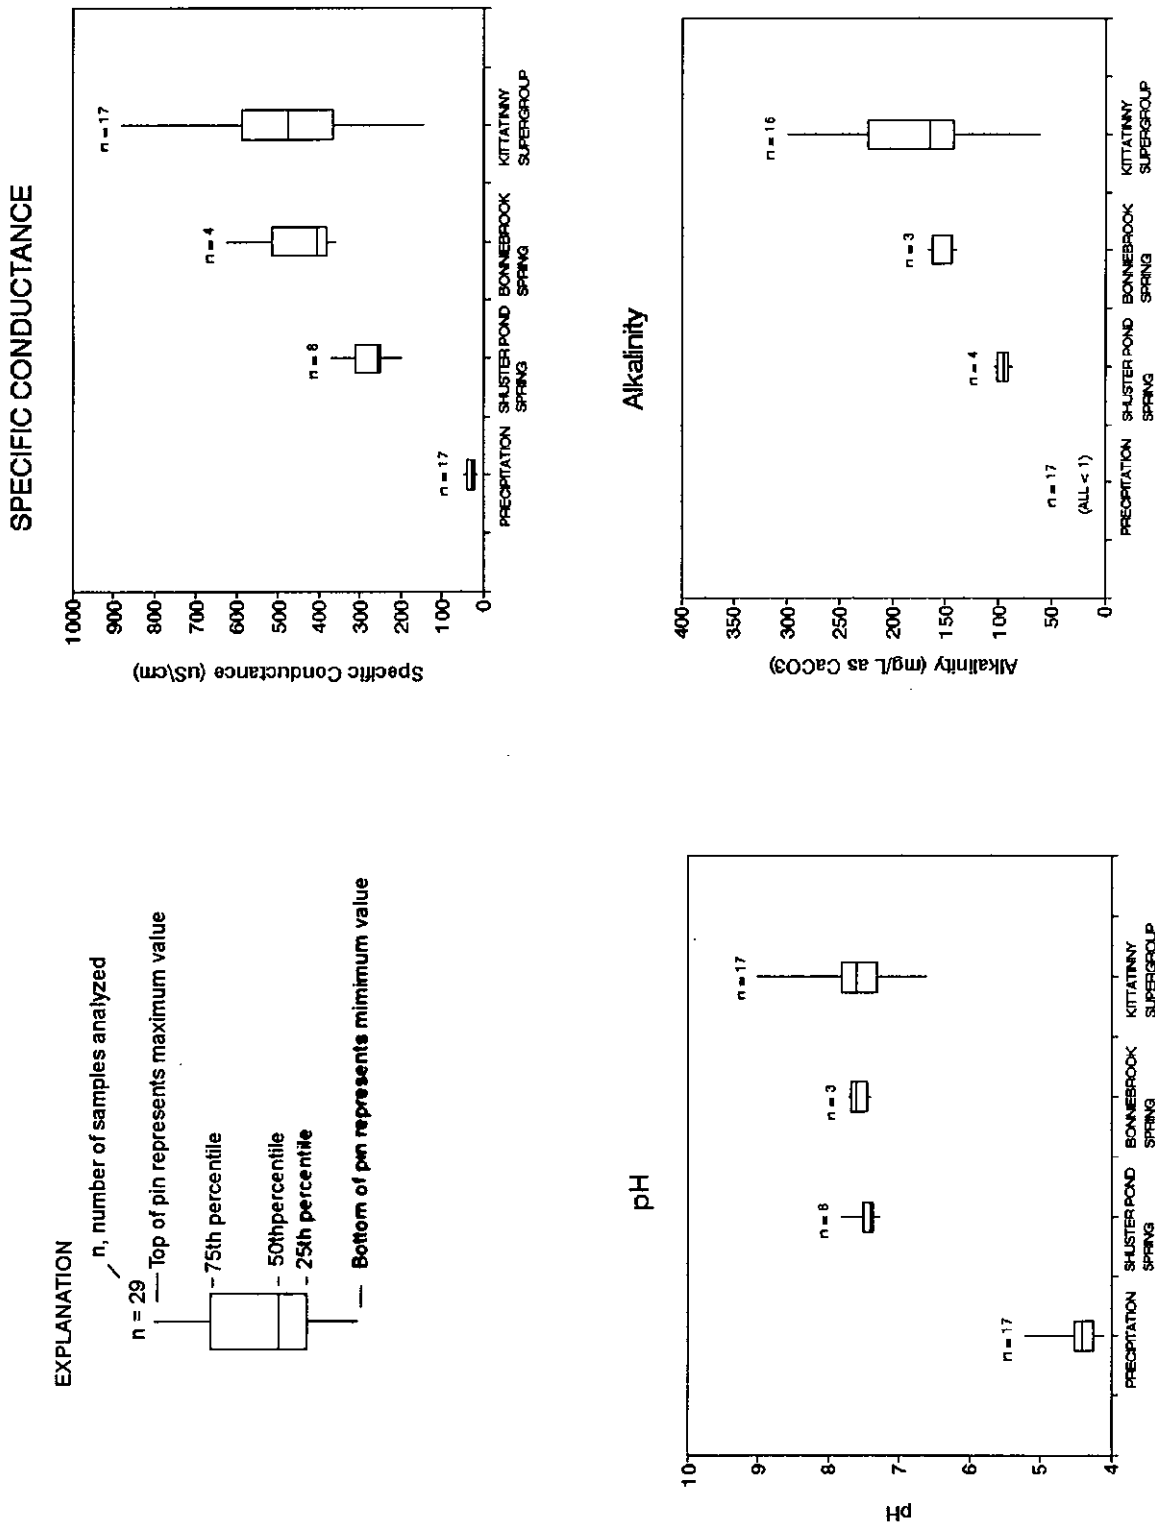 EXPLANATION
n, number of samples analyzed
n = 29
Top of pin represents maximum value
75th percentile
50thpercentile
25th percentile
Bottom of pin represents mimimum value
SPECIFIC CONDUCTANCE
Specific Conductance (uS\cm)
1000
900
800
700
600
500
400
300
200
100
0
n = 17
n = 8
n = 4
n = 17
PRECIPITATION
SHUSTER POND
SPRING
BONNIEBROOK
SPRING
KITTATINNY
SUPERGROUP
pH
pH
10
9
8
7
6
5
4
n = 17
n = 8
n = 3
n = 17
PRECIPITATION
SHUSTER POND
SPRING
BONNIEBROOK
SPRING
KITTATINNY
SUPERGROUP
Alkalinity
Alkalinity (mg/L as CaCO3)
400
350
300
250
200
150
100
50
0
n = 17
(ALL < 1)
n = 4
n = 3
n = 16
PRECIPITATION
SHUSTER POND
SPRING
BONNIEBROOK
SPRING
KITTATINNY
SUPERGROUP